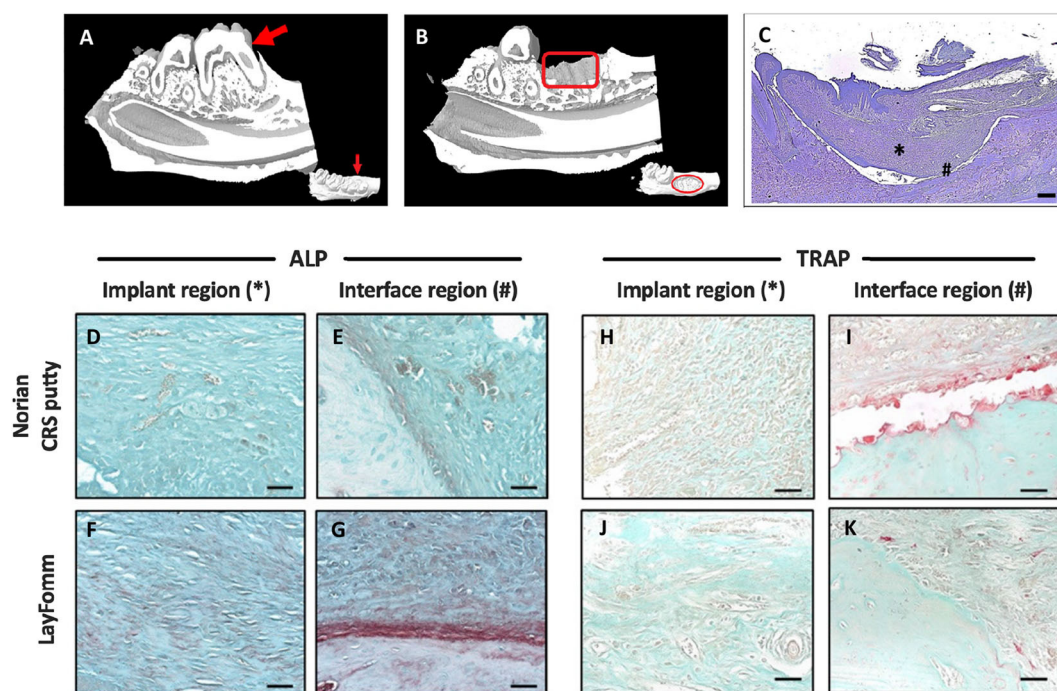 A
B
C
*
#
ALP
TRAP
Implant region (*)
Interface region (#)
Implant region (*)
Interface region (#)
Norian
CRS putty
D
E
H
I
LayFomm
F
G
J
K